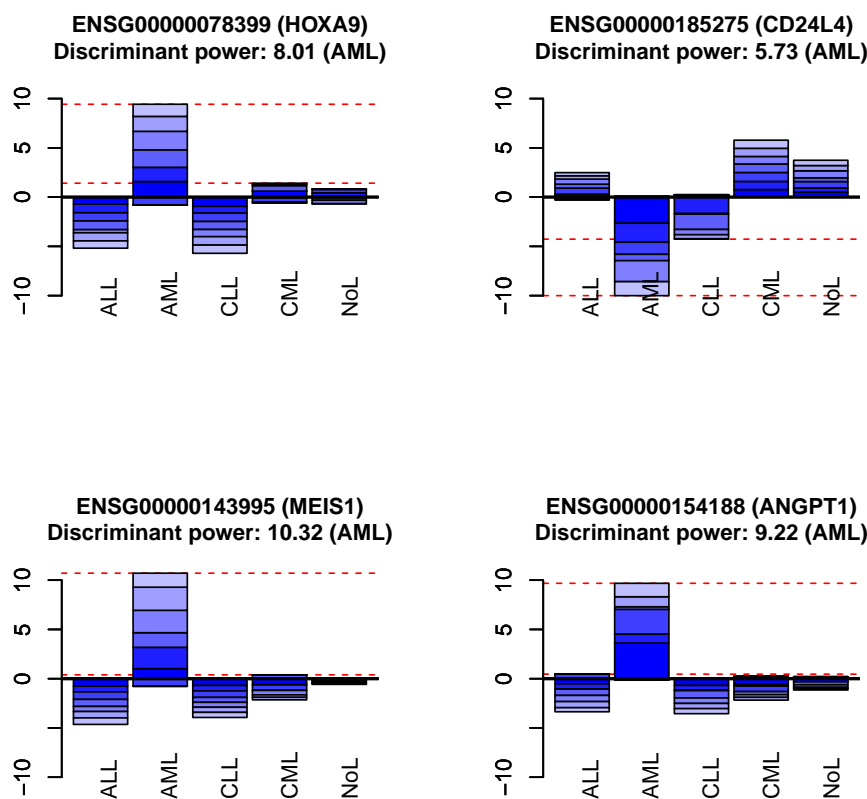 ENSG00000078399 (HOXA9)
Discriminant power: 8.01 (AML)
10
5
0
−10
ALL
AML
CLL
CML
NoL
ENSG00000185275 (CD24L4)
Discriminant power: 5.73 (AML)
10
5
0
−10
ALL
AML
CLL
CML
NoL
ENSG00000143995 (MEIS1)
Discriminant power: 10.32 (AML)
10
5
0
−10
ALL
AML
CLL
CML
NoL
ENSG00000154188 (ANGPT1)
Discriminant power: 9.22 (AML)
10
5
0
−10
ALL
AML
CLL
CML
NoL